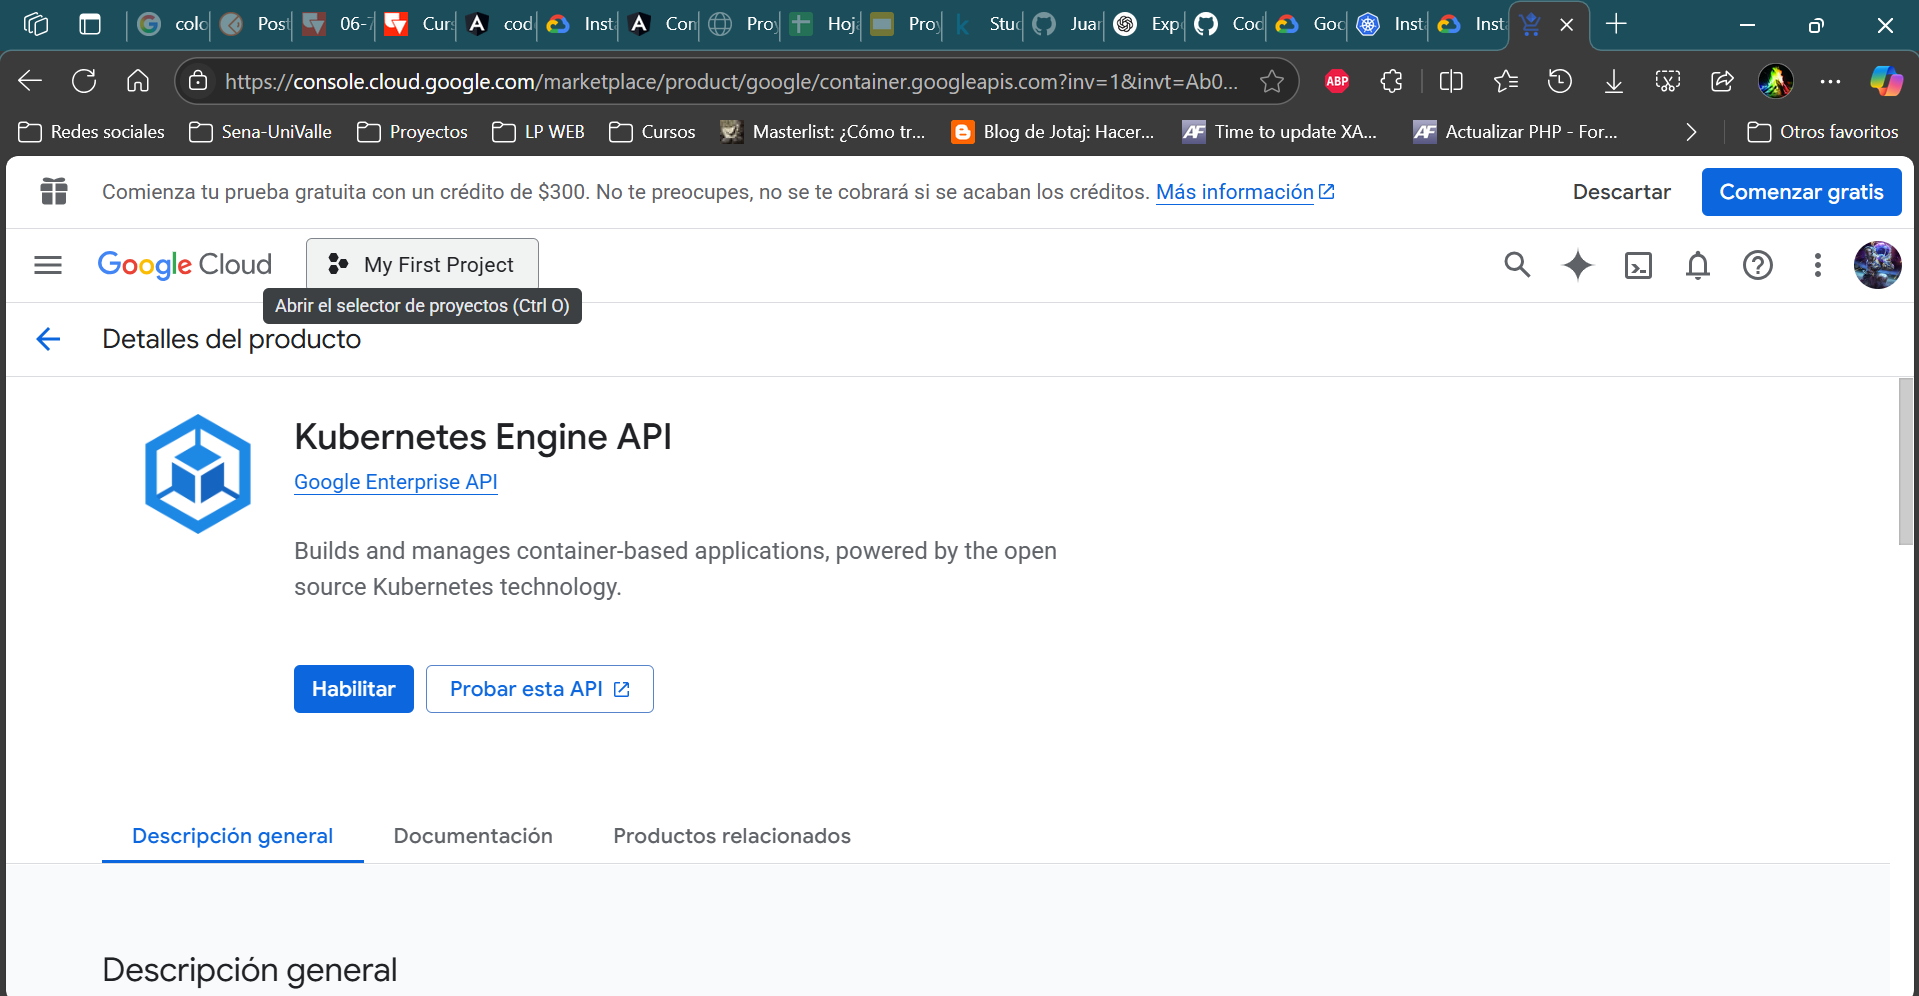 colo
Post
06-7
Cur
cod
Inst
Con
Pro
Hoja
Pro
Stud
Juar
Exp
Cod
Goo
Inst
Inst
https://console.cloud.google.com/marketplace/product/google/container.googleapis.com?inv=1&invt=Ab0...
ABP
Redes sociales
Sena-UniValle
Proyectos
LP WEB
Cursos
Masterlist: ¿Cómo tr...
Blog de Jotaj: Hacer...
AF Time to update XA...
AF Actualizar PHP - For...
Otros favoritos
Comienza tu prueba gratuita con un crédito de $300. No te preocupes, no se te cobrará si se acaban los créditos. Más información
Descartar
Comenzar gratis
Google Cloud
My First Project
Abrir el selector de proyectos (Ctrl O)
Detalles del producto
Kubernetes Engine API
Google Enterprise API
Builds and manages container-based applications, powered by the open
source Kubernetes technology.
Habilitar
Probar esta API
Descripción general
Documentación
Productos relacionados
Descripción general